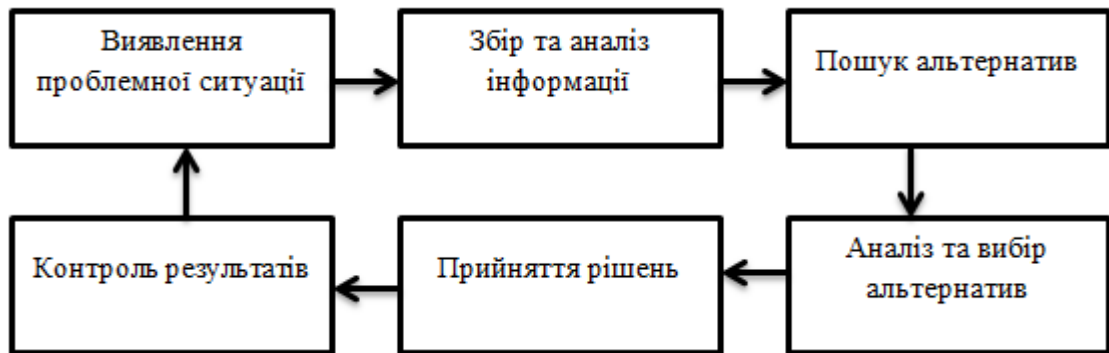 Виявлення
проблемної ситуації
Збір та аналіз
інформації
Пошук альтернатив
Аналіз та вибір
альтернатив
Прийняття рішень
Контроль результатів